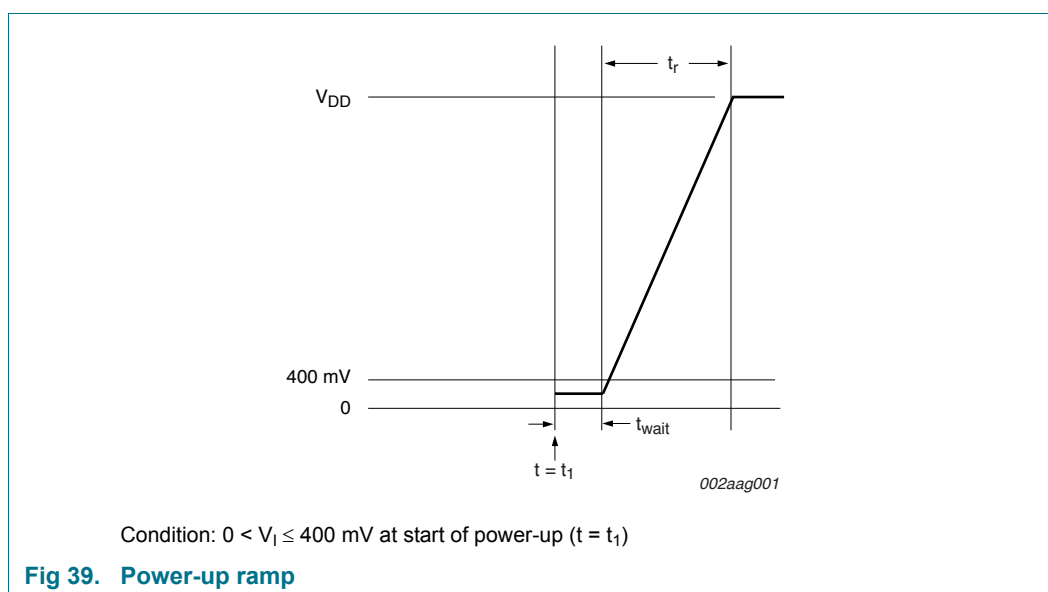 t_r
V_DD
400 mV
0
t_wait
t = t_1
002aag001
Condition: 0 < V_I ≤ 400 mV at start of power-up (t = t_1)
Fig 39. Power-up ramp